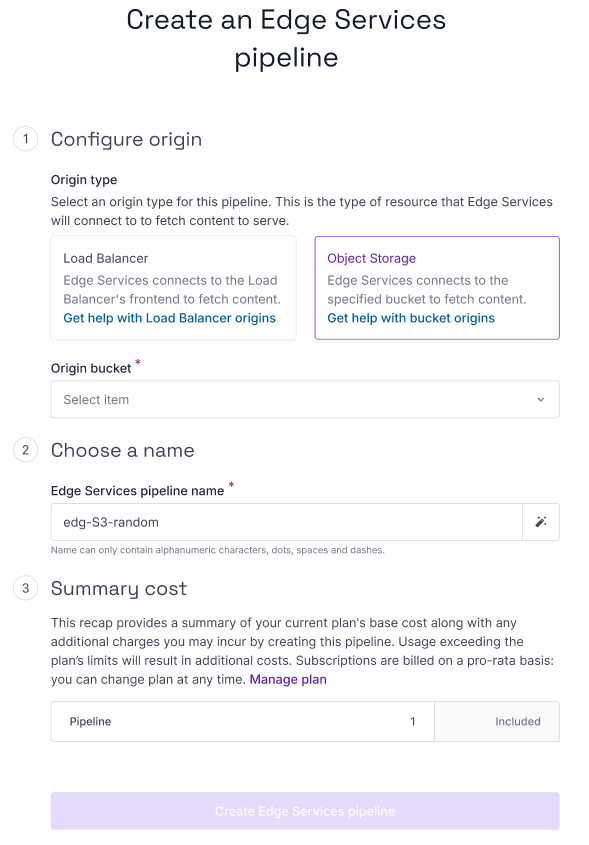 Create an Edge Services
pipeline
1 Configure origin
Origin type
Select an origin type for this pipeline. This is the type of resource that Edge Services
will connect to to fetch content to serve.
Load Balancer
Edge Services connects to the Load
Balancer's frontend to fetch content.
Get help with Load Balancer origins
Object Storage
Edge Services connects to the
specified bucket to fetch content.
Get help with bucket origins
Origin bucket *
Select item
2 Choose a name
Edge Services pipeline name *
edg-S3-random
Name can only contain alphanumeric characters, dots, spaces and dashes.
3 Summary cost
This recap provides a summary of your current plan's base cost along with any
additional charges you may incur by creating this pipeline. Usage exceeding the
plan's limits will result in additional costs. Subscriptions are billed on a pro-rata basis:
you can change plan at any time. Manage plan
Pipeline 1 Included
Create Edge Services pipeline